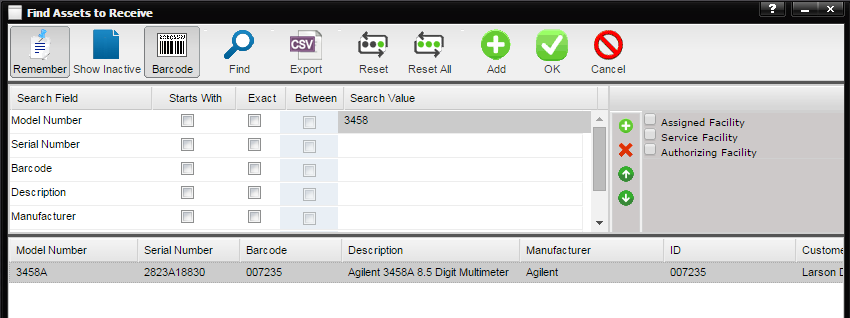 Find Assets to Receive ?
CSV
Remember Show Inactive Barcode Find Export Reset Reset All Add OK Cancel
Search Field Starts With Exact Between Search Value
Model Number 3458
Serial Number
Barcode
Description
Manufacturer
Assigned Facility
Service Facility
Authorizing Facility
Model Number Serial Number Barcode Description Manufacturer ID Custome
3458A 2823A18830 007235 Agilent 3458A 8.5 Digit Multimeter Agilent 007235 Larson D